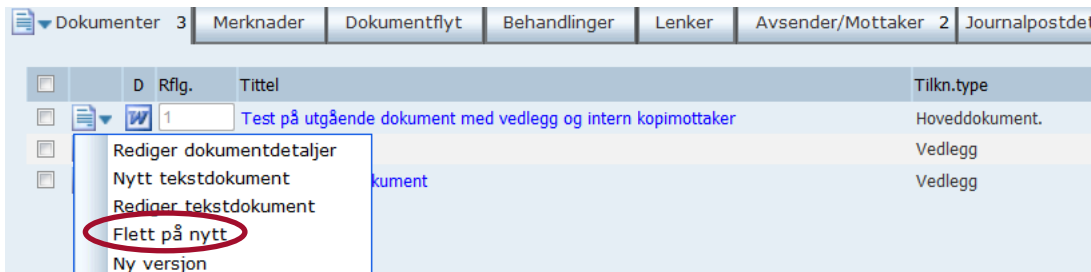 Dokumenter 3 Merknader Dokumentflyt Behandlinger Lenker Avsender/Mottaker 2 Journalpostdet
D Rflg. Tittel Tilkn.type
W 1 Test på utgående dokument med vedlegg og intern kopimottaker Hoveddokument.
Rediger dokumentdetaljer Vedlegg
Nytt tekstdokument kument Vedlegg
Rediger tekstdokument
Flett på nytt
Ny versjon